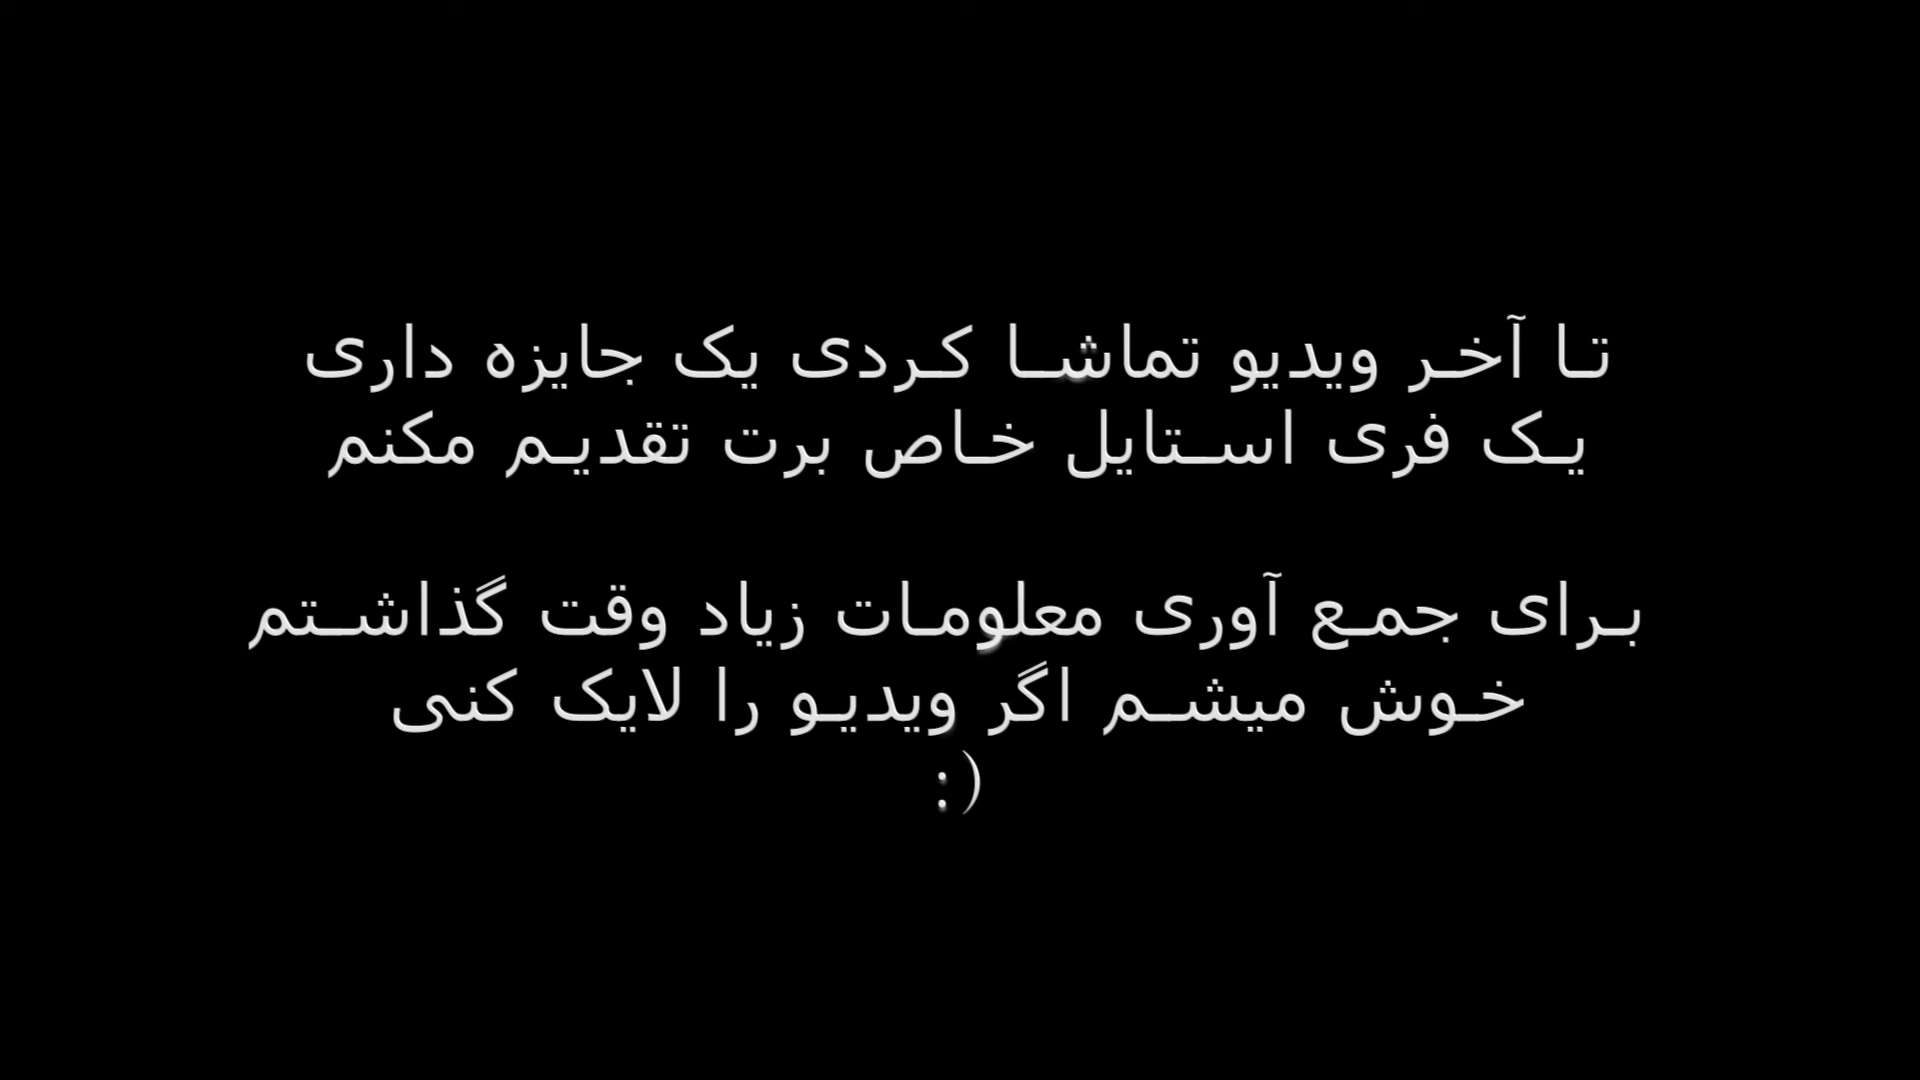 تا آخر ویدیو تماشا کردی یک جایزه داری
یک فری استایل خاص برت تقدیم مکنم
برای جمع آوری معلومات زیاد وقت گذاشتم
خوش میشم اگر ویدیو را لایک کنی
:)